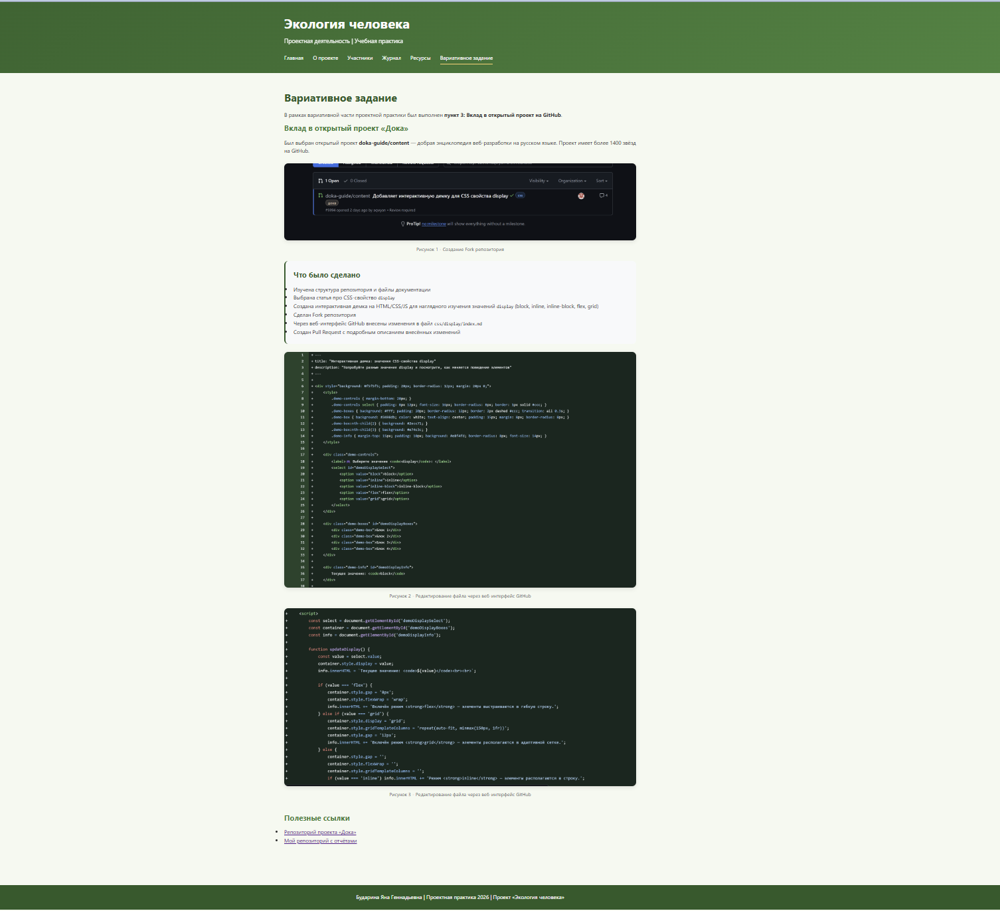 Экология человека
Проектная деятельность | Учебная практика
Главная О проекте Участники Журнал Ресурсы Вариативное задание
Вариативное задание
В рамках вариативной части проектной практики был выполнен пункт 3: Вклад в открытый проект на GitHub.
Вклад в открытый проект «Дока»
Был выбран открытый проект doka-guide/content — добрая энциклопедия веб-разработки на русском языке. Проект имеет более 1400 звёзд
на GitHub.
1 Open 0 Closed Visibility Organization Sort
doka-guide/content Добавляет интерактивную демку для CSS свойства display css 4
дока
#5994 opened 2 days ago by aqwyan • Review required
ProTip! no:milestone will show everything without a milestone.
Рисунок 1 - Создание Fork репозитория
Что было сделано
Изучена структура репозитория и файлы документации
Выбрана статья про CSS-свойство display
Создана интерактивная демка на HTML/CSS/JS для наглядного изучения значений display (block, inline, inline-block, flex, grid)
Сделан Fork репозитория
Через веб-интерфейс GitHub внесены изменения в файл css/display/index.md
Создан Pull Request с подробным описанием внесённых изменений
1 + ---
2 + title: "Интерактивная демка: значения CSS-свойства display"
3 + description: "Попробуйте разные значения display и посмотрите, как меняется поведение элементов"
4 + ---
5 +
6 + <div style="background: #f5f5f5; padding: 20px; border-radius: 12px; margin: 20px 0;">
7 + <style>
8 + .demo-controls { margin-bottom: 20px; }
9 + .demo-controls select { padding: 8px 12px; font-size: 16px; border-radius: 6px; border: 1px solid #ccc; }
10 + .demo-boxes { background: #fff; padding: 20px; border-radius: 12px; border: 2px dashed #ccc; transition: all 0.3s; }
11 + .demo-box { background: #3498db; color: white; text-align: center; padding: 15px; margin: 8px; border-radius: 8px; }
12 + .demo-box:nth-child(2) { background: #2ecc71; }
13 + .demo-box:nth-child(3) { background: #e74c3c; }
14 + .demo-info { margin-top: 15px; padding: 10px; background: #e8f4fd; border-radius: 8px; font-size: 14px; }
15 + </style>
16 +
17 + <div class="demo-controls">
18 + <label> Выберите значение <code>display</code>: </label>
19 + <select id="demoDisplaySelect">
20 + <option value="block">block</option>
21 + <option value="inline">inline</option>
22 + <option value="inline-block">inline-block</option>
23 + <option value="flex">flex</option>
24 + <option value="grid">grid</option>
25 + </select>
26 + </div>
27 +
28 + <div class="demo-boxes" id="demoDisplayBoxes">
29 + <div class="demo-box">Блок 1</div>
30 + <div class="demo-box">Блок 2</div>
31 + <div class="demo-box">Блок 3</div>
32 + <div class="demo-box">Блок 4</div>
33 + </div>
34 +
35 + <div class="demo-info" id="demoDisplayInfo">
36 + Текущее значение: <code>block</code>
37 + </div>
38 +
Рисунок 2 - Редактирование файла через веб-интерфейс GitHub
+ <script>
+ const select = document.getElementById('demoDisplaySelect');
+ const container = document.getElementById('demoDisplayBoxes');
+ const info = document.getElementById('demoDisplayInfo');
+
+ function updateDisplay() {
+ const value = select.value;
+ container.style.display = value;
+ info.innerHTML = `Текущее значение: <code>${value}</code><br><br>`;
+
+ if (value === 'flex') {
+ container.style.gap = '8px';
+ container.style.flexWrap = 'wrap';
+ info.innerHTML += 'Включён режим <strong>flex</strong> — элементы выстраиваются в гибкую строку.';
+ } else if (value === 'grid') {
+ container.style.display = 'grid';
+ container.style.gridTemplateColumns = 'repeat(auto-fit, minmax(150px, 1fr))';
+ container.style.gap = '12px';
+ info.innerHTML += 'Включён режим <strong>grid</strong> — элементы располагаются в адаптивной сетке.';
+ } else {
+ container.style.gap = '';
+ container.style.flexWrap = '';
+ container.style.gridTemplateColumns = '';
+ if (value === 'inline') info.innerHTML += 'Режим <strong>inline</strong> — элементы располагаются в строку.';
Рисунок 3 - Редактирование файла через веб-интерфейс GitHub
Полезные ссылки
Репозиторий проекта «Дока»
Мой репозиторий с отчётами
Бударина Яна Геннадьевна | Проектная практика 2026 | Проект «Экология человека»